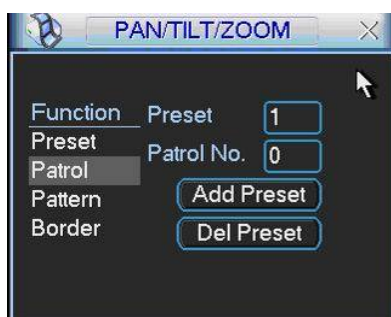 PAN/TILT/ZOOM
Function
Preset 1
Preset
Patrol No. 0
Patrol
Pattern
Add Preset
Border
Del Preset